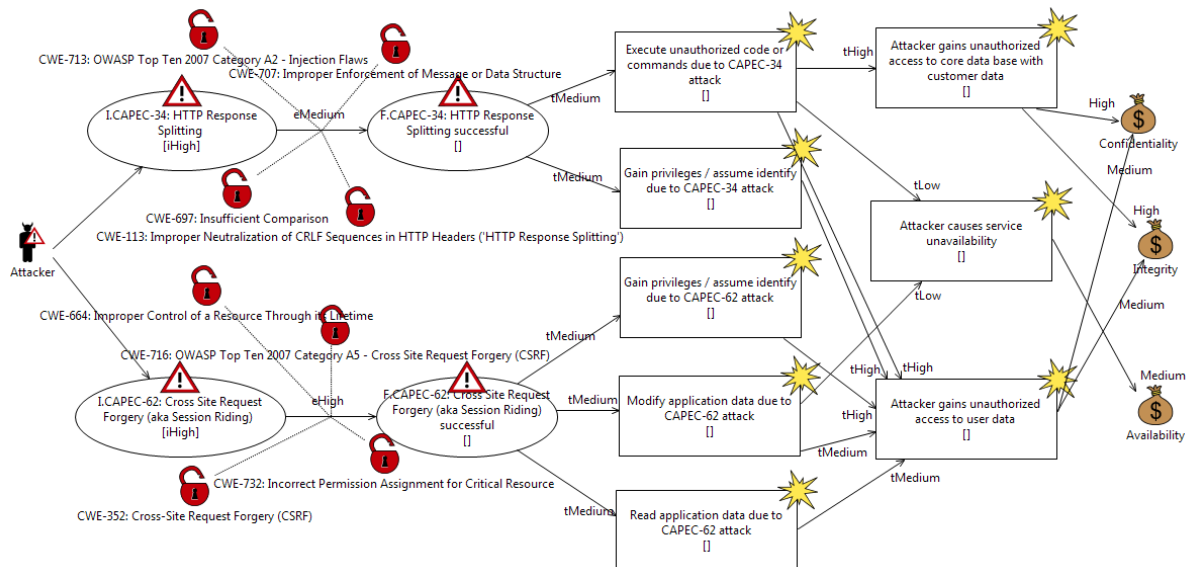 CWE-713: OWASP Top Ten 2007 Category A2 - Injection Flaws
CWE-707: Improper Enforcement of Message or Data Structure
I.CAPEC-34: HTTP Response
Splitting
[iHigh]
eMedium
F.CAPEC-34: HTTP Response
Splitting successful
[]
CWE-697: Insufficient Comparison
CWE-113: Improper Neutralization of CRLF Sequences in HTTP Headers ('HTTP Response Splitting')
Attacker
CWE-664: Improper Control of a Resource Through its Lifetime
CWE-716: OWASP Top Ten 2007 Category A5 - Cross Site Request Forgery (CSRF)
I.CAPEC-62: Cross Site Request
Forgery (aka Session Riding)
[iHigh]
eHigh
F.CAPEC-62: Cross Site Request
Forgery (aka Session Riding)
successful
[]
CWE-732: Incorrect Permission Assignment for Critical Resource
CWE-352: Cross-Site Request Forgery (CSRF)
tMedium
tMedium
tMedium
tMedium
tMedium
Execute unauthorized code or
commands due to CAPEC-34
attack
[]
Gain privileges / assume identify
due to CAPEC-34 attack
[]
Gain privileges / assume identify
due to CAPEC-62 attack
[]
Modify application data due to
CAPEC-62 attack
[]
Read application data due to
CAPEC-62 attack
[]
tHigh
tLow
tLow
tHigh
tHigh
tHigh
tMedium
tMedium
Attacker gains unauthorized
access to core data base with
customer data
[]
Attacker causes service
unavailability
[]
Attacker gains unauthorized
access to user data
[]
High
Confidentiality
Medium
High
Integrity
Medium
Medium
Availability